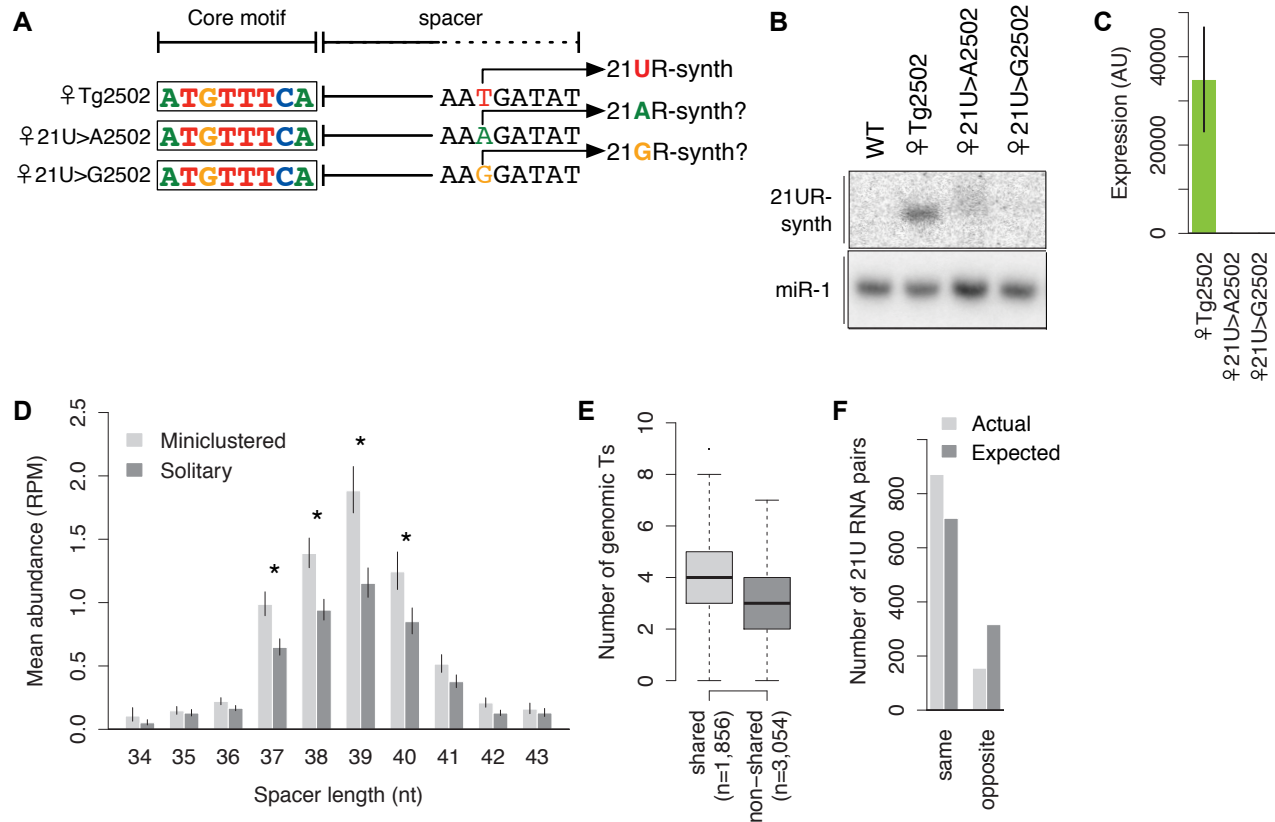 A
Core motif
spacer
♀Tg2502
ATGTTTCA
AATGATAT
21UR-synth
♀21U>A2502
ATGTTTCA
AAAGATAT
21AR-synth?
♀21U>G2502
ATGTTTCA
AAGGATAT
21GR-synth?
B
WT
♀Tg2502
♀21U>A2502
♀21U>G2502
21UR-
synth
miR-1
C
Expression (AU)
0
20000
40000
♀Tg2502
♀21U>A2502
♀21U>G2502
D
Mean abundance (RPM)
2.5
2.0
1.5
1.0
0.5
0.0
Miniclustered
Solitary
*
*
*
*
34 35 36 37 38 39 40 41 42 43
Spacer length (nt)
E
Number of genomic Ts
10
8
6
4
2
0
shared
(n=1,856)
non−shared
(n=3,054)
F
Actual
Expected
Number of 21U RNA pairs
800
600
400
200
0
same
opposite